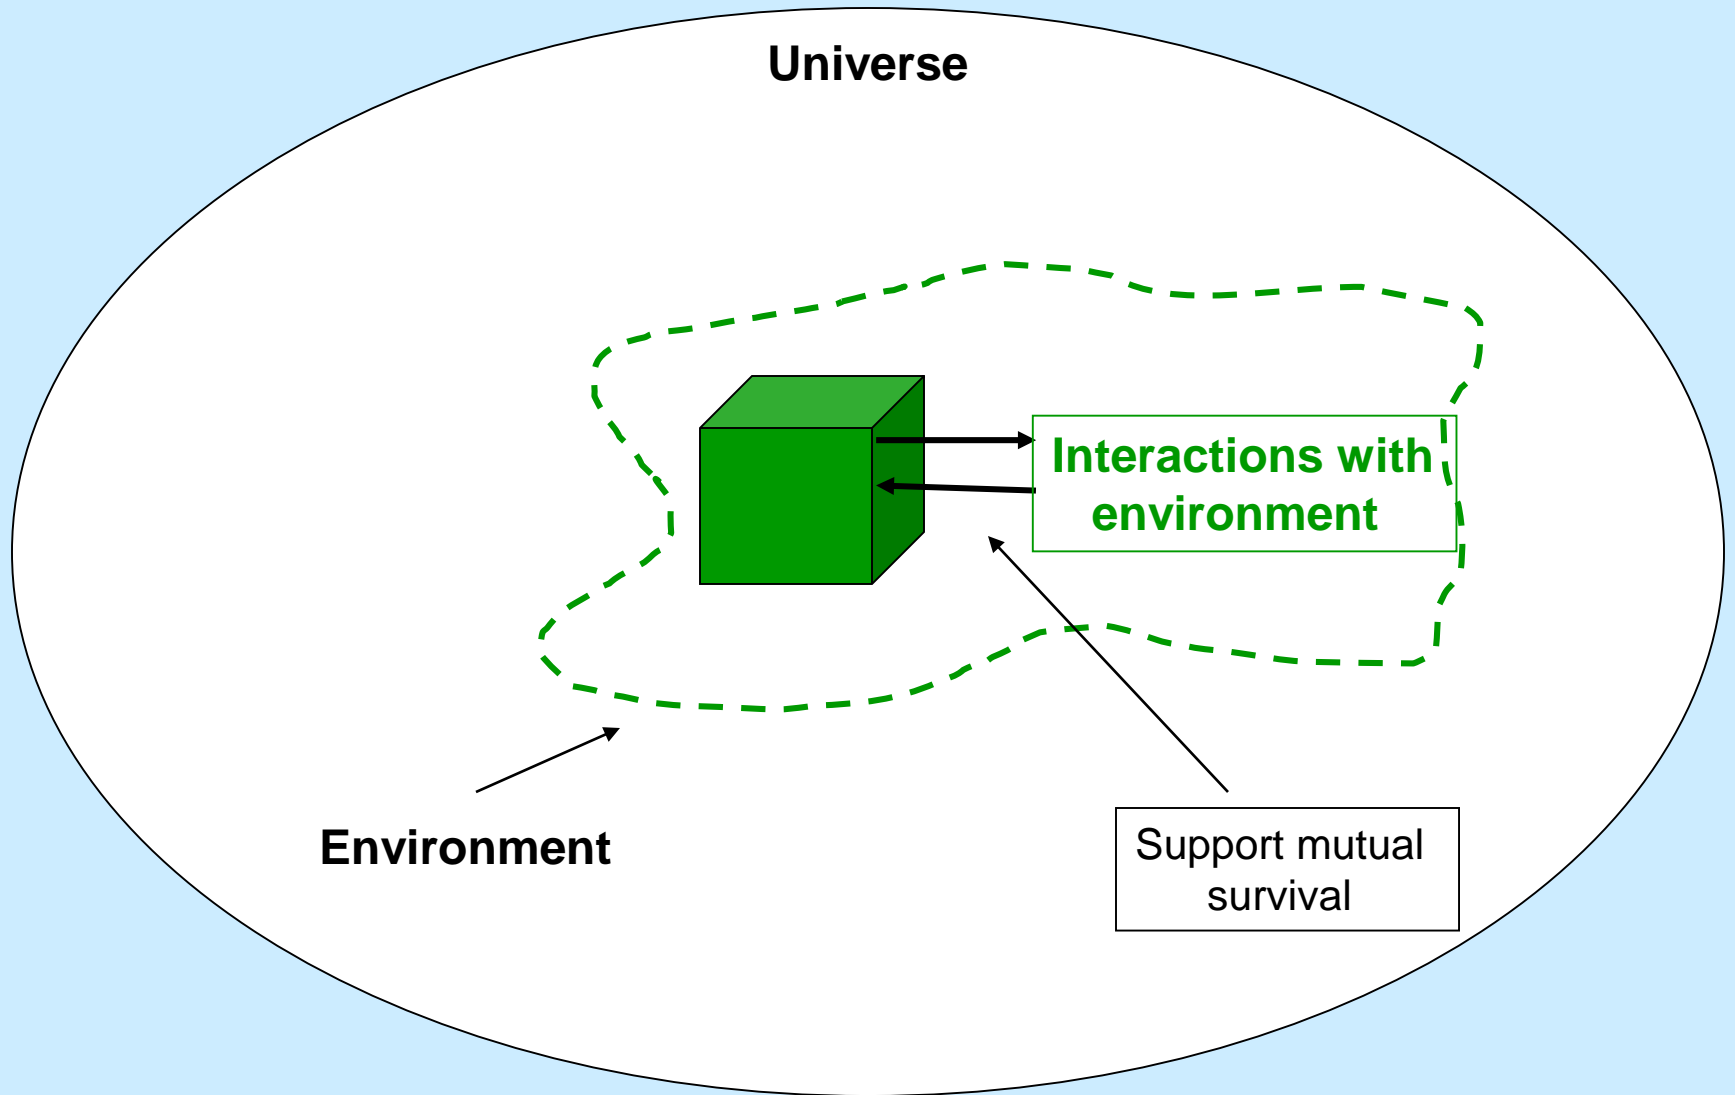 Universe
Interactions with
environment
Environment
Support mutual
survival